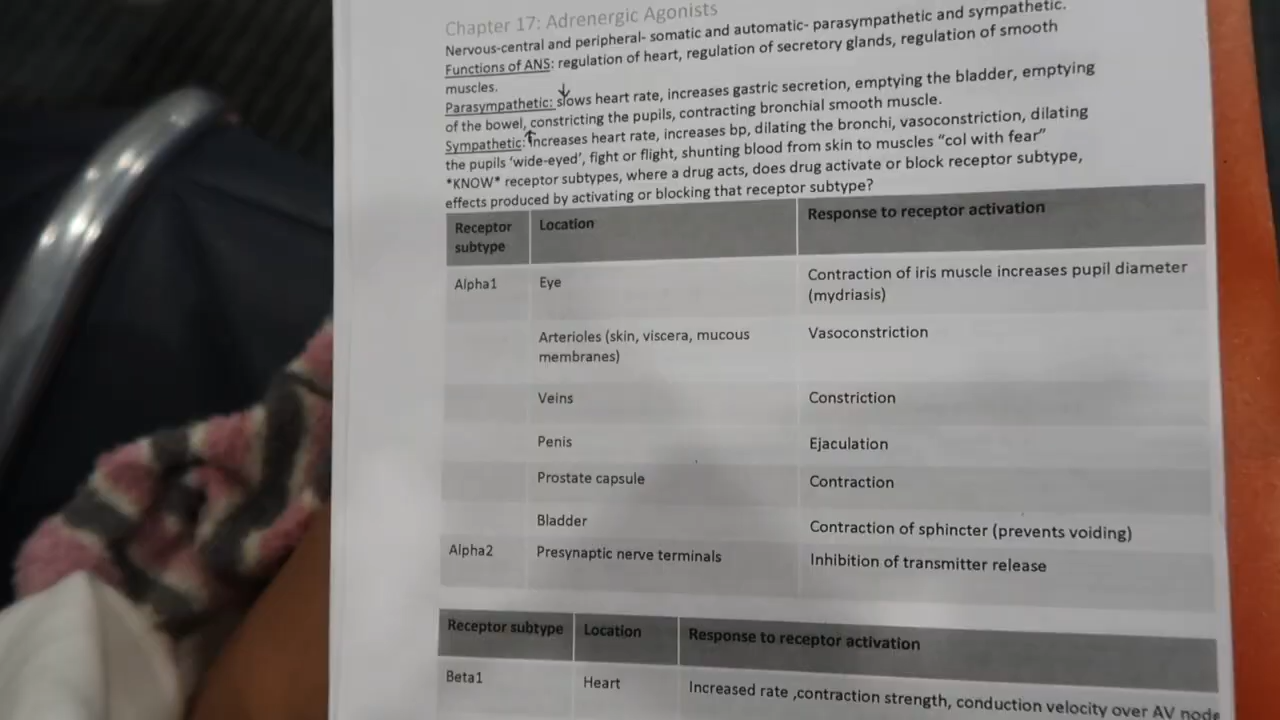 Chapter 17: Adrenergic Agonists
Nervous-central and peripheral- somatic and automatic- parasympathetic and sympathetic.
Functions of ANS: regulation of heart, regulation of secretory glands, regulation of smooth
muscles.
Parasympathetic: slows heart rate, increases gastric secretion, emptying the bladder, emptying
of the bowel, constricting the pupils, contracting bronchial smooth muscle.
Sympathetic: increases heart rate, increases bp, dilating the bronchi, vasoconstriction, dilating
the pupils ‘wide-eyed’, fight or flight, shunting blood from skin to muscles “col with fear”
*KNOW* receptor subtypes, where a drug acts, does drug activate or block receptor subtype,
effects produced by activating or blocking that receptor subtype?
Receptor subtype Location Response to receptor activation
Alpha1 Eye Contraction of iris muscle increases pupil diameter
(mydriasis)
Arterioles (skin, viscera, mucous Vasoconstriction
membranes)
Veins Constriction
Penis Ejaculation
Prostate capsule Contraction
Bladder Contraction of sphincter (prevents voiding)
Alpha2 Presynaptic nerve terminals Inhibition of transmitter release
Receptor subtype Location Response to receptor activation
Beta1 Heart Increased rate ,contraction strength, conduction velocity over AV node